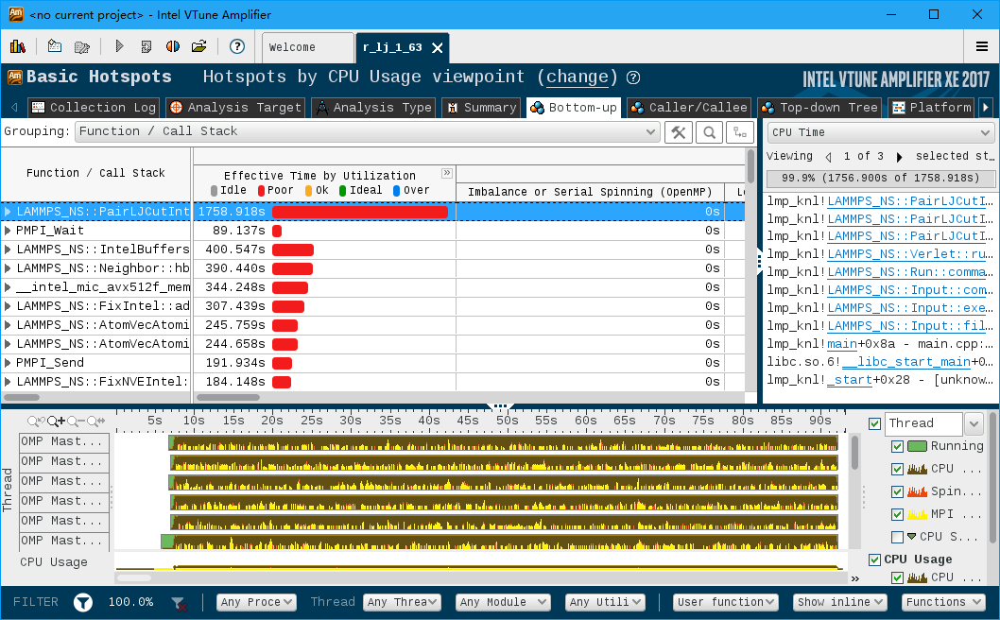 <no current project> - Intel VTune Amplifier
Welcome
r_lj_1_63
Basic Hotspots Hotspots by CPU Usage viewpoint (change)
INTEL VTUNE AMPLIFIER XE 2017
Collection Log Analysis Target Analysis Type Summary Bottom-up Caller/Callee Top-down Tree Platform
Grouping: Function / Call Stack
CPU Time
Function / Call Stack
Effective Time by Utilization
Idle Poor Ok Ideal Over
Imbalance or Serial Spinning (OpenMP)
LAMMPS_NS::PairLJCutInt 1758.918s 0s
PMPI_Wait 89.137s 0s
LAMMPS_NS::IntelBuffers 400.547s 0s
LAMMPS_NS::Neighbor::hb 390.440s 0s
__intel_mic_avx512f_mem 344.248s 0s
LAMMPS_NS::FixIntel::ad 307.439s 0s
LAMMPS_NS::AtomVecAtomi 245.759s 0s
LAMMPS_NS::AtomVecAtomi 244.658s 0s
PMPI_Send 191.934s 0s
LAMMPS_NS::FixNVEIntel: 184.148s 0s
Viewing 1 of 3 selected st...
99.9% (1756.900s of 1758.918s)
lmp_knl!LAMMPS_NS::PairLJCutI...
lmp_knl!LAMMPS_NS::PairLJCutI...
lmp_knl!LAMMPS_NS::PairLJCutI...
lmp_knl!LAMMPS_NS::Verlet::ru...
lmp_knl!LAMMPS_NS::Run::comma...
lmp_knl!LAMMPS_NS::Input::com...
lmp_knl!LAMMPS_NS::Input::exe...
lmp_knl!LAMMPS_NS::Input::fil...
lmp_knl!main+0x8a - main.cpp:...
libc.so.6!__libc_start_main+0...
lmp_knl!_start+0x28 - [unknow...
5s 10s 15s 20s 25s 30s 35s 40s 45s 50s 55s 60s 65s 70s 75s 80s 85s 90s
Thread
OMP Mast...
OMP Mast...
OMP Mast...
OMP Mast...
OMP Mast...
OMP Mast...
CPU Usage
Thread
Running
CPU ...
Spin...
MPI ...
CPU S...
CPU Usage
CPU ...
FILTER 100.0% Any Proce Thread Any Threa Any Module Any Utili User function Show inline Functions